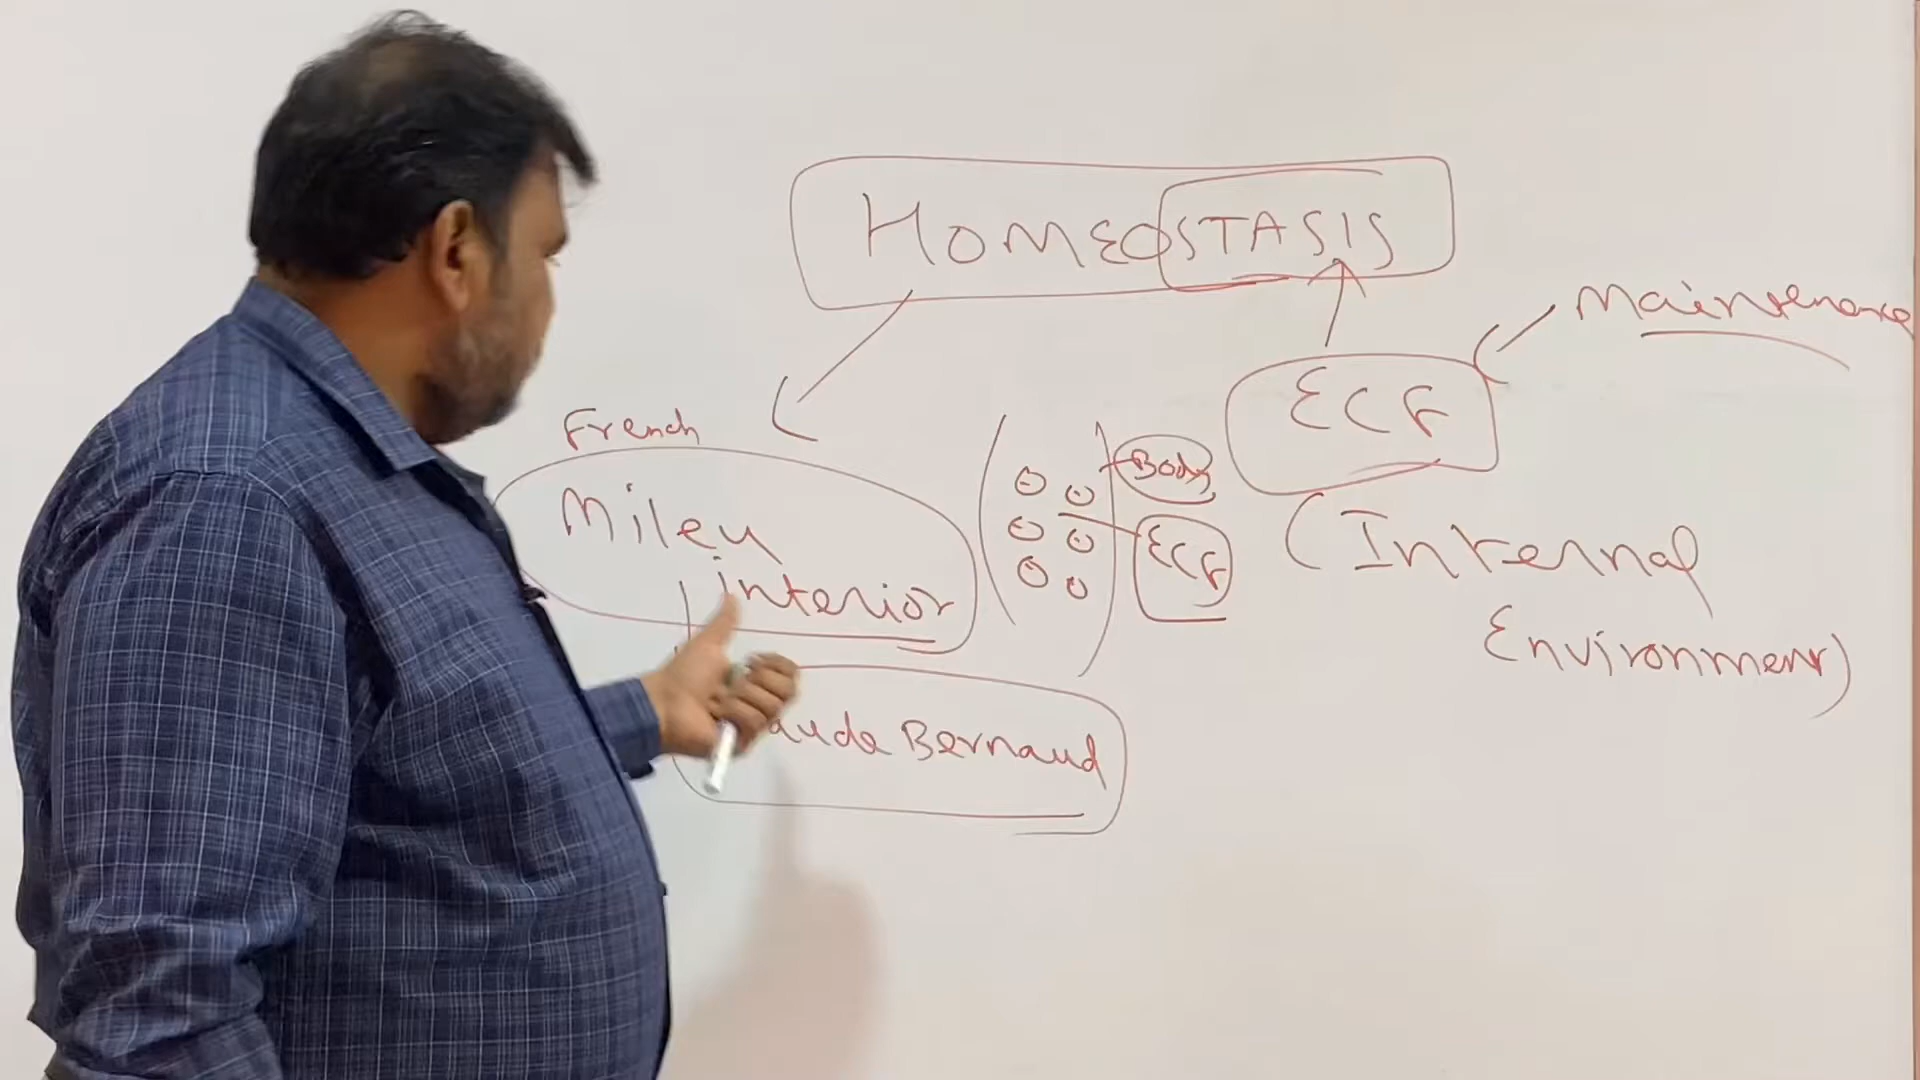 HOMEOSTASIS
Maintenance
ECF
French
Body
Mileu
interior
ECF
(Internal
Environment)
aude Bernaud